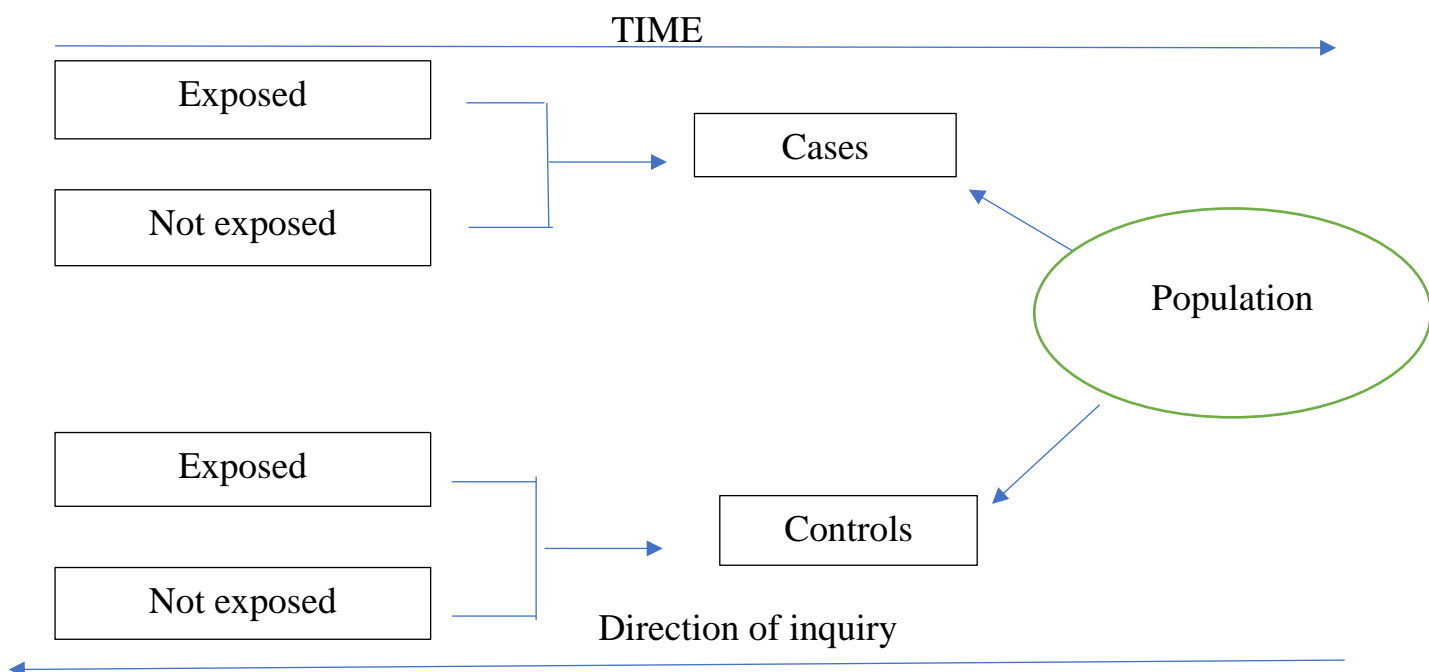 TIME
Exposed
Cases
Not exposed
Population
Exposed
Controls
Not exposed
Direction of inquiry